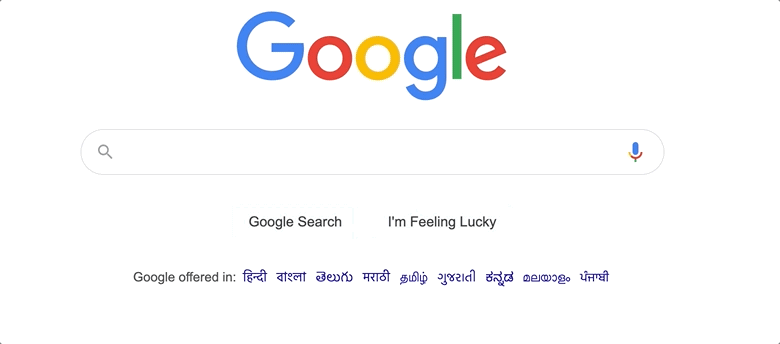 Google
Google Search I'm Feeling Lucky
Google offered in: हिन्दी বাংলা తెలుగు मराठी தமிழ் ગુજરાતી ಕನ್ನಡ മലയാളം ਪੰਜਾਬੀ